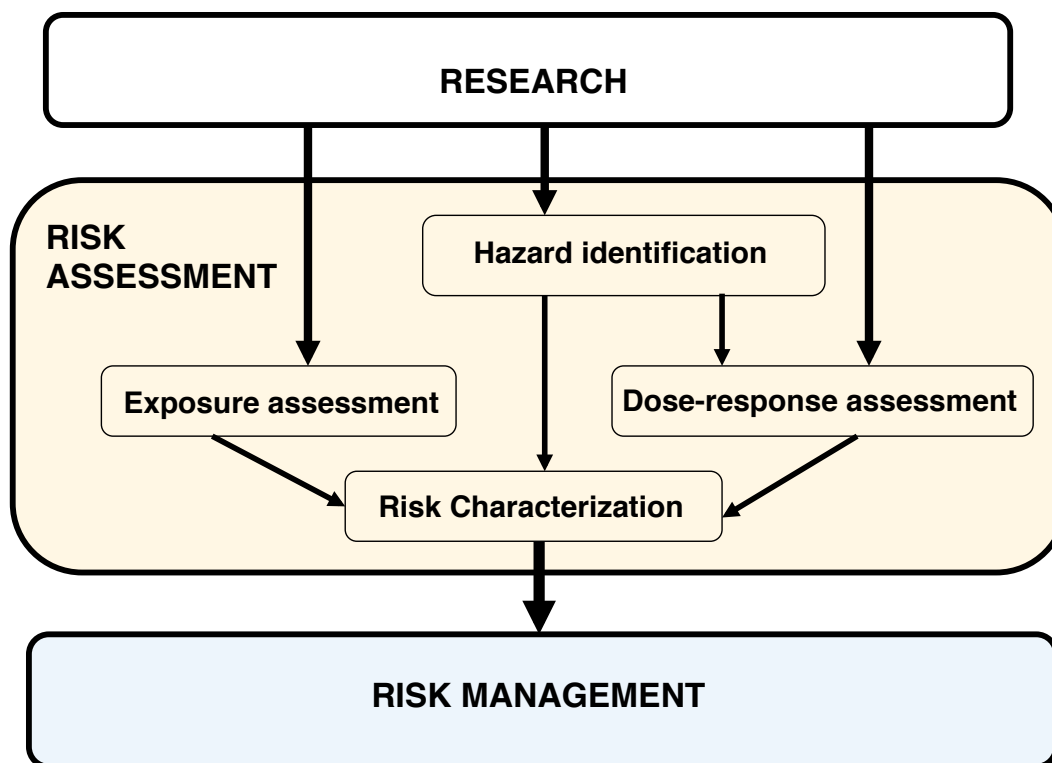 RESEARCH
RISK
ASSESSMENT
Hazard identification
Exposure assessment
Dose-response assessment
Risk Characterization
RISK MANAGEMENT